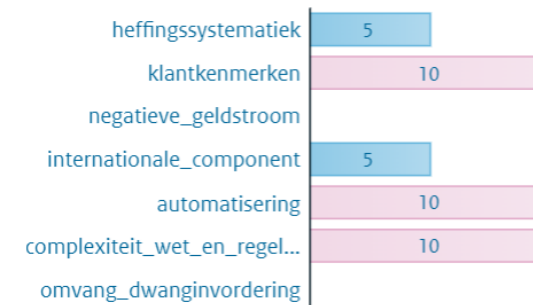 heffingssystematiek 5
klantkenmerken 10
negatieve_geldstroom
internationale_component 5
automatisering 10
complexiteit_wet_en_regel... 10
omvang_dwanginvordering